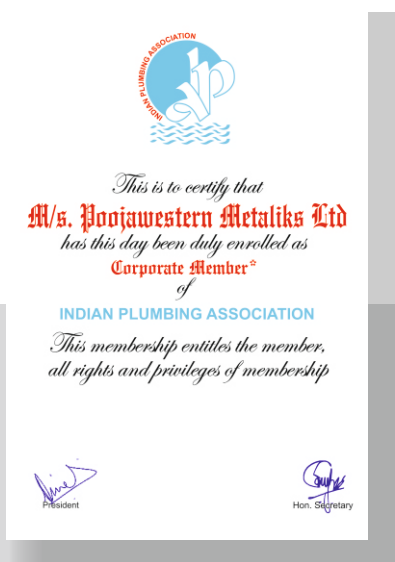 INDIAN PLUMBING ASSOCIATION
This is to certify that
M/s. Poojawestern Metaliks Ltd
has this day been duly enrolled as
Corporate Member*
of
INDIAN PLUMBING ASSOCIATION
This membership entitles the member,
all rights and privileges of membership
President
Hon. Secretary